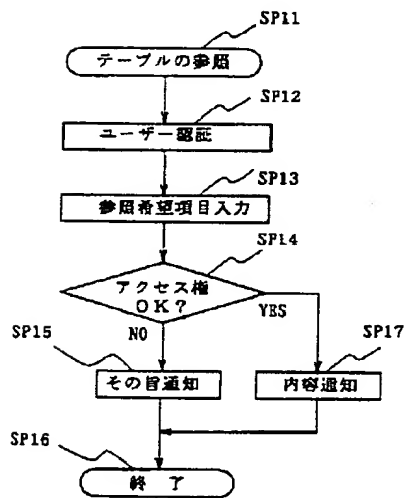 SP11
テーブルの参照
SP12
ユーザー認証
SP13
参照希望項目入力
SP14
アクセス権
OK?
YES
NO
SP15
SP17
その旨通知
内容通知
SP16
終了